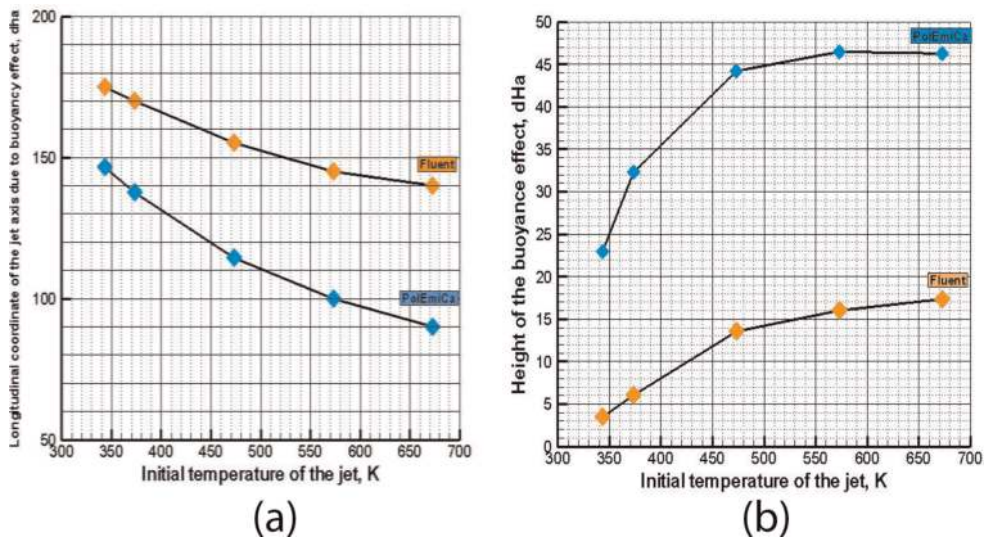 Longtudinal coordinate of the jet axis due to buoyancy effect, dha
200
150
100
50
300 350 400 450 500 550 600 650 700
Fluent
PolEmiCa
Initial temperature of the jet, K
(a)
Height of the buoyance effect, dHa
50
45
40
35
30
25
20
15
10
5
0
300 350 400 450 500 550 600 650 700
PolEmiCa
Fluent
Initial temperature of the jet, K
(b)